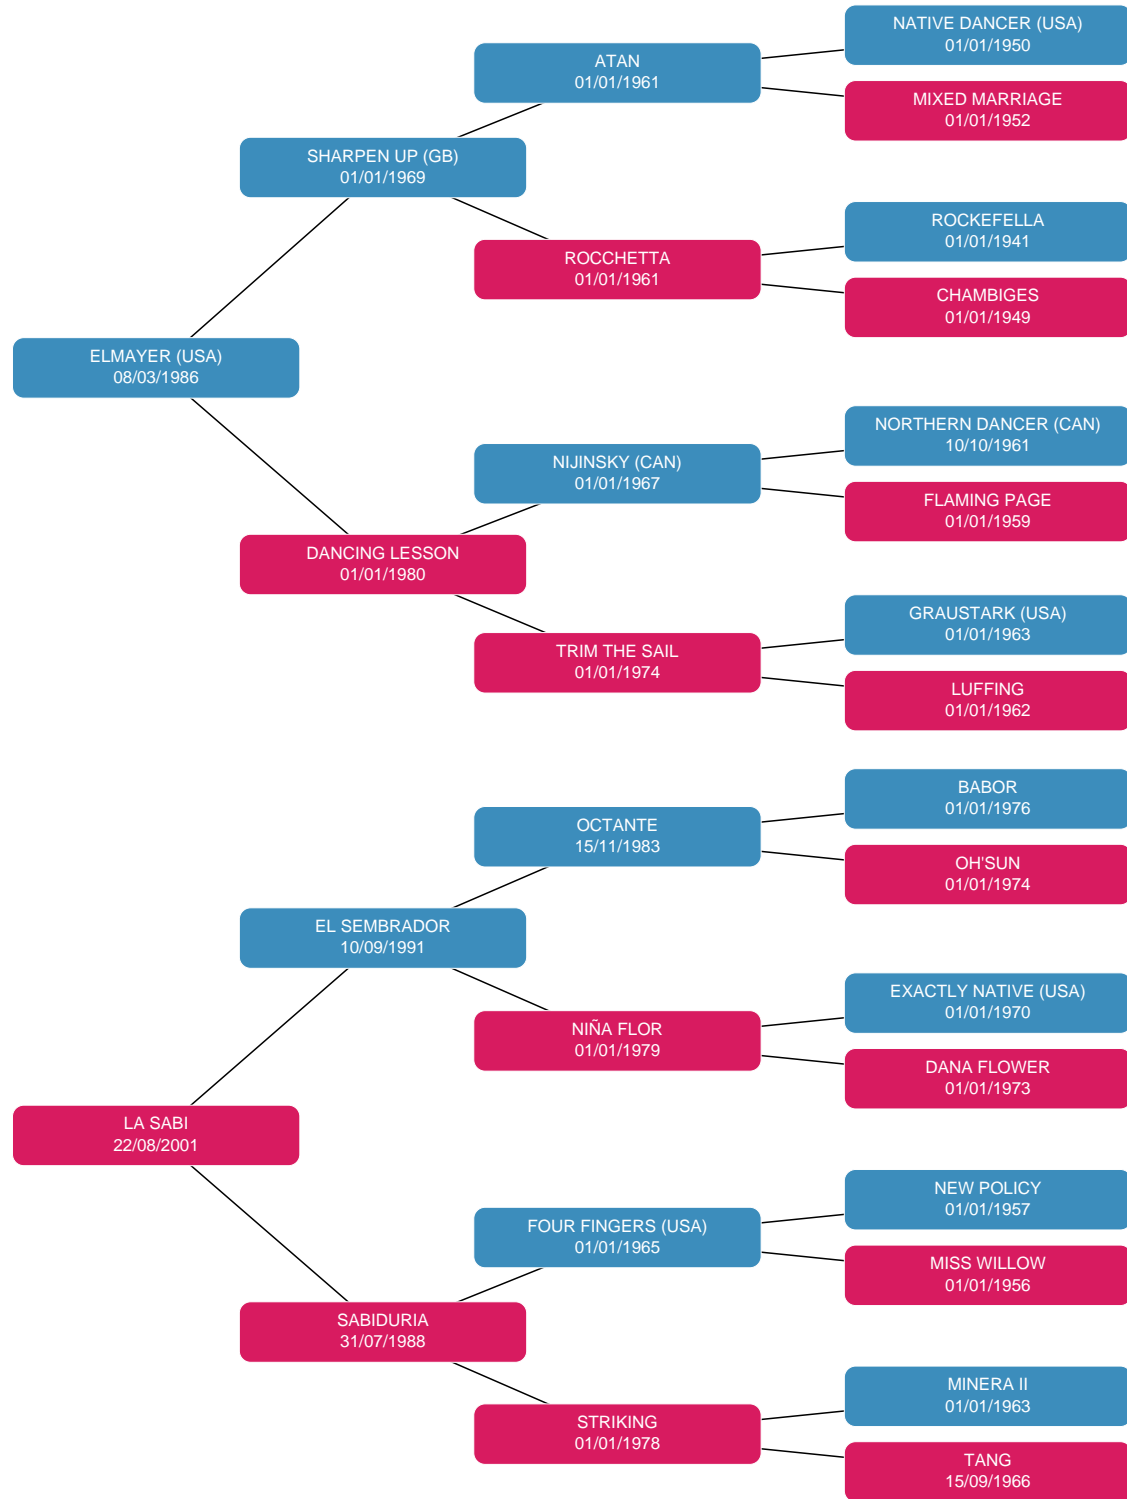 NATIVE DANCER (USA)
01/01/1950
ATAN
01/01/1961
MIXED MARRIAGE
01/01/1952
SHARPEN UP (GB)
01/01/1969
ROCKEFELLA
01/01/1941
ROCCHETTA
01/01/1961
CHAMBIGES
01/01/1949
ELMAYER (USA)
08/03/1986
NORTHERN DANCER (CAN)
10/10/1961
NIJINSKY (CAN)
01/01/1967
FLAMING PAGE
01/01/1959
DANCING LESSON
01/01/1980
GRAUSTARK (USA)
01/01/1963
TRIM THE SAIL
01/01/1974
LUFFING
01/01/1962
BABOR
01/01/1976
OCTANTE
15/11/1983
OH'SUN
01/01/1974
EL SEMBRADOR
10/09/1991
EXACTLY NATIVE (USA)
01/01/1970
NIÑA FLOR
01/01/1979
DANA FLOWER
01/01/1973
LA SABI
22/08/2001
NEW POLICY
01/01/1957
FOUR FINGERS (USA)
01/01/1965
MISS WILLOW
01/01/1956
SABIDURIA
31/07/1988
MINERA II
01/01/1963
STRIKING
01/01/1978
TANG
15/09/1966